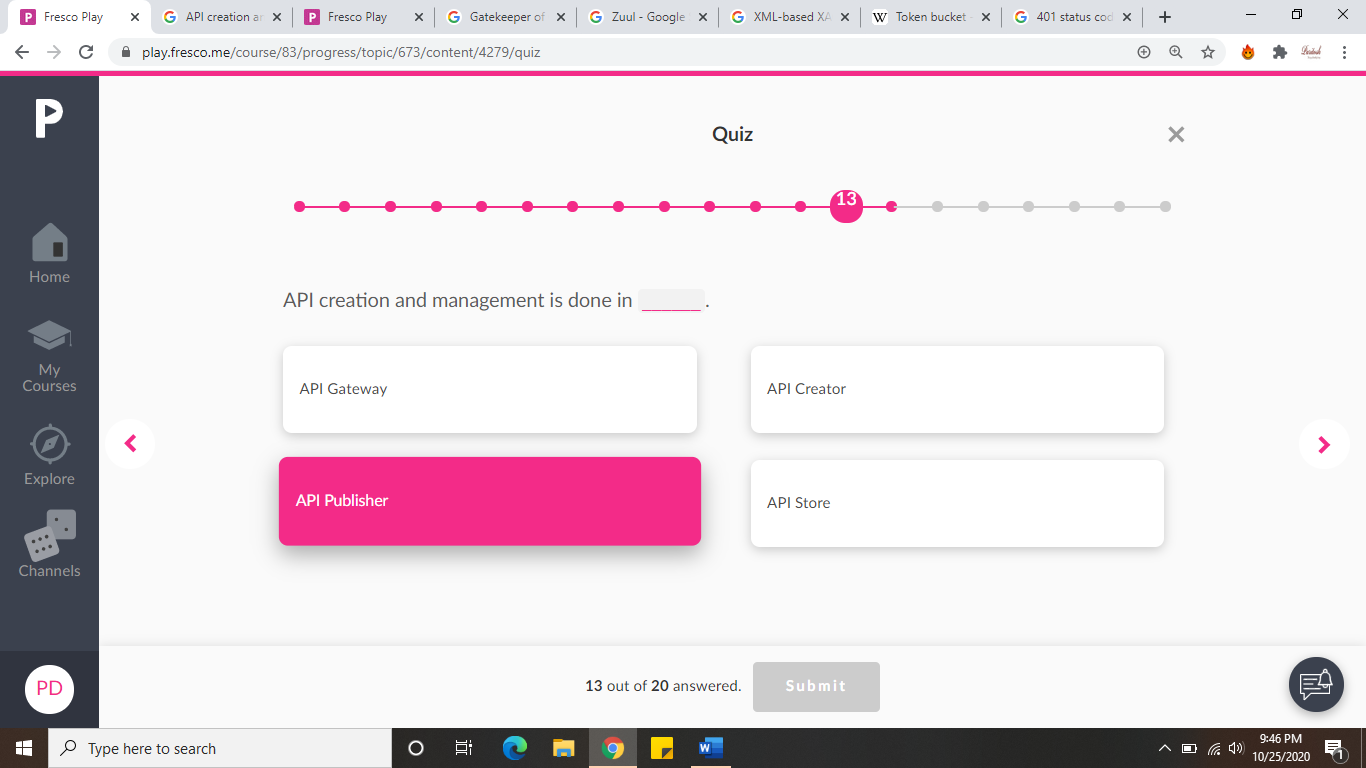 Fresco Play
API creation ar
Fresco Play
Gatekeeper of
Zuul - Google
XML-based XA
Token bucket -
401 status cod
play.fresco.me/course/83/progress/topic/673/content/4279/quiz
Quiz
13
Home
API creation and management is done in ______.
My
Courses
API Gateway
API Creator
Explore
API Publisher
API Store
Channels
PD
13 out of 20 answered.
Submit
Type here to search
9:46 PM
10/25/2020
1